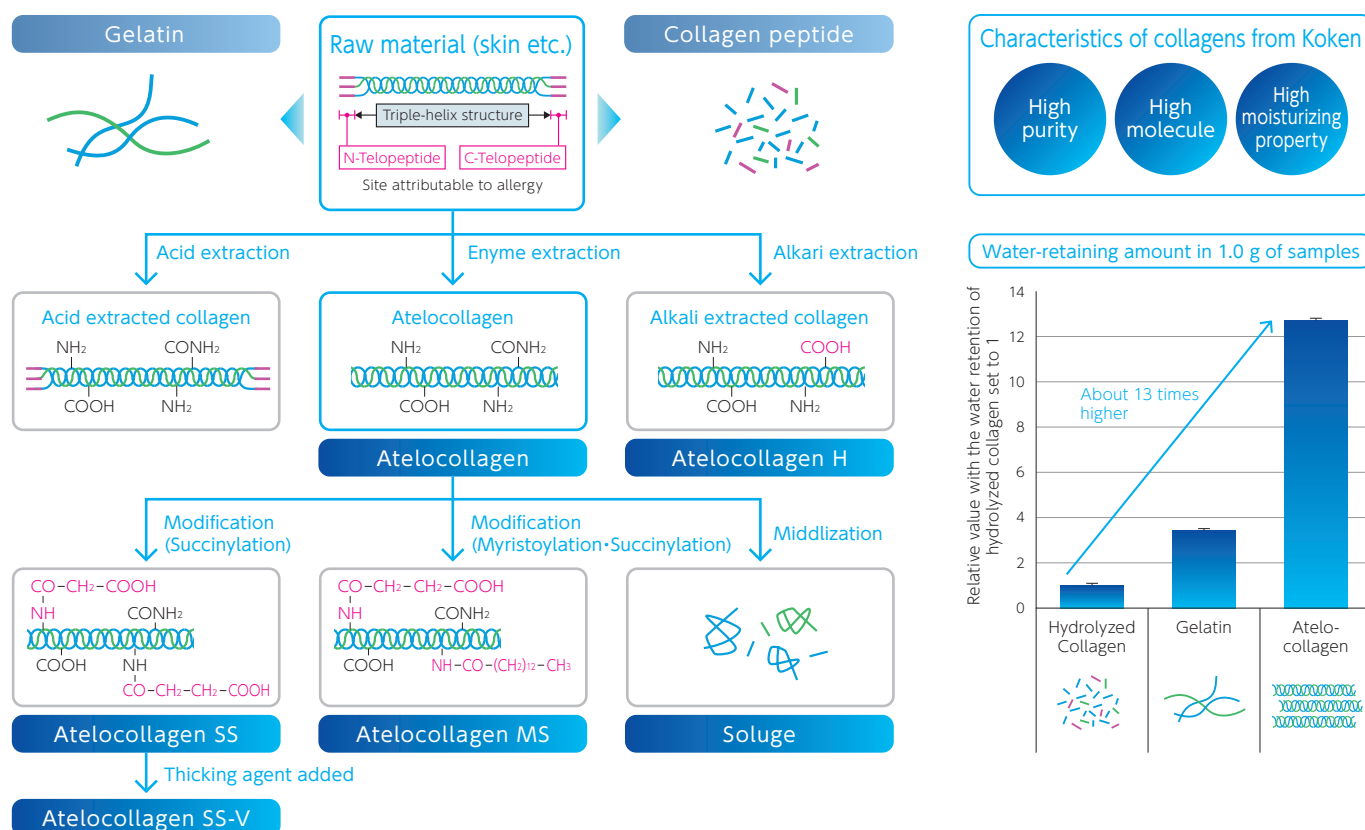 Gelatin
Raw material (skin etc.)
Triple-helix structure
N-Telopeptide
C-Telopeptide
Site attributable to allergy
Collagen peptide
Acid extraction
Enzyme extraction
Alkari extraction
Acid extracted collagen
NH₂
CONH₂
COOH
NH₂
Atelocollagen
NH₂
CONH₂
COOH
NH₂
Atelocollagen
Alkali extracted collagen
NH₂
COOH
COOH
NH₂
Atelocollagen H
Modification
(Succinylation)
Modification
(Myristoylation・Succinylation)
Middlization
CO–CH₂–COOH
NH
CONH₂
COOH
NH
CO–CH₂–CH₂–COOH
Atelocollagen SS
CO–CH₂–CH₂–COOH
NH
CONH₂
COOH
NH–CO–(CH₂)₁₂–CH₃
Atelocollagen MS
Soluge
Thicking agent added
Atelocollagen SS-V
Characteristics of collagens from Koken
High
purity
High
molecule
High
moisturizing
property
Water-retaining amount in 1.0 g of samples
Relative value with the water retention of
hydrolyzed collagen set to 1
14
12
10
8
6
4
2
0
About 13 times
higher
Hydrolyzed
Collagen
Gelatin
Atelo-
collagen